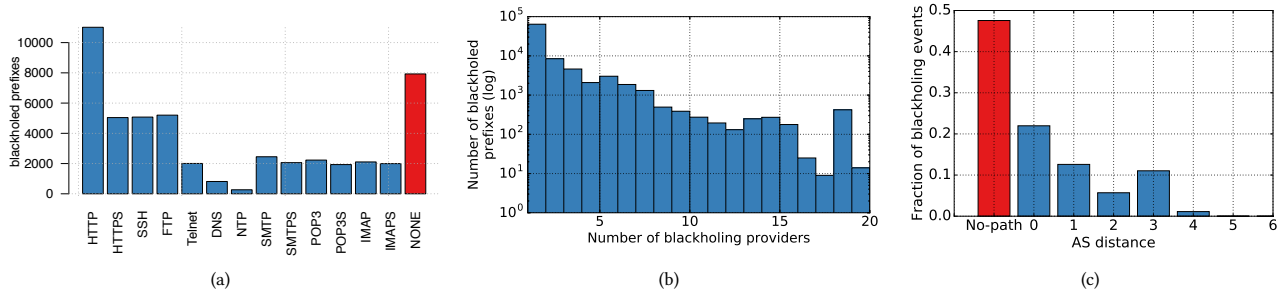 blackholed prefixes
10000
8000
6000
4000
2000
0
HTTP
HTTPS
SSH
FTP
Telnet
DNS
NTP
SMTP
SMTPS
POP3
POP3S
IMAP
IMAPS
NONE
(a)
Number of blackholed
prefixes (log)
10^5
10^4
10^3
10^2
10^1
10^0
5 10 15 20
Number of blackholing providers
(b)
Fraction of blackholing events
0.5
0.4
0.3
0.2
0.1
0.0
No-path 0 1 2 3 4 5 6
AS distance
(c)